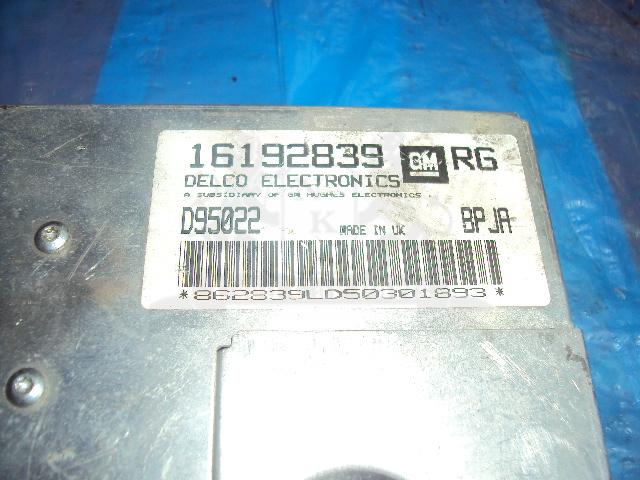 16192839 GM RG
DELCO ELECTRONICS
A SUBSIDIARY OF GM HUGHES ELECTRONICS
D95022 MADE IN UK BPJA
*862839LD50301893*
K